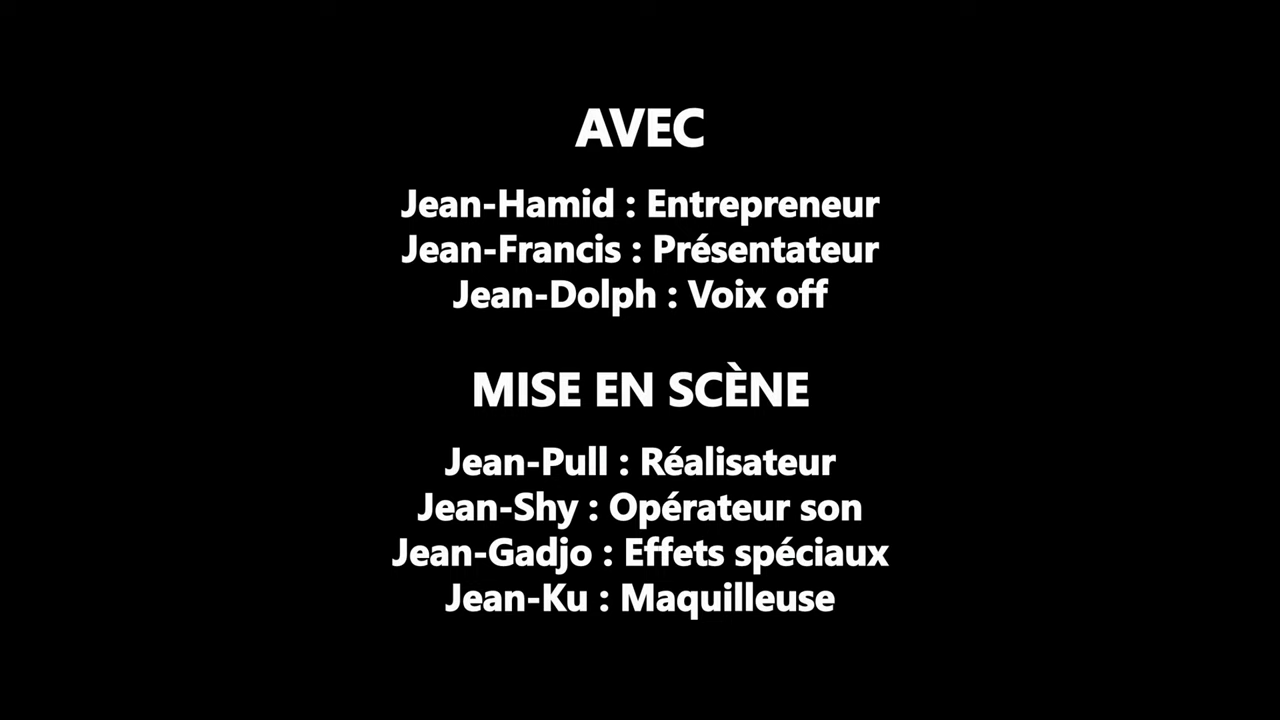 AVEC
Jean-Hamid : Entrepreneur
Jean-Francis : Présentateur
Jean-Dolph : Voix off
MISE EN SCÈNE
Jean-Pull : Réalisateur
Jean-Shy : Opérateur son
Jean-Gadjo : Effets spéciaux
Jean-Ku : Maquilleuse